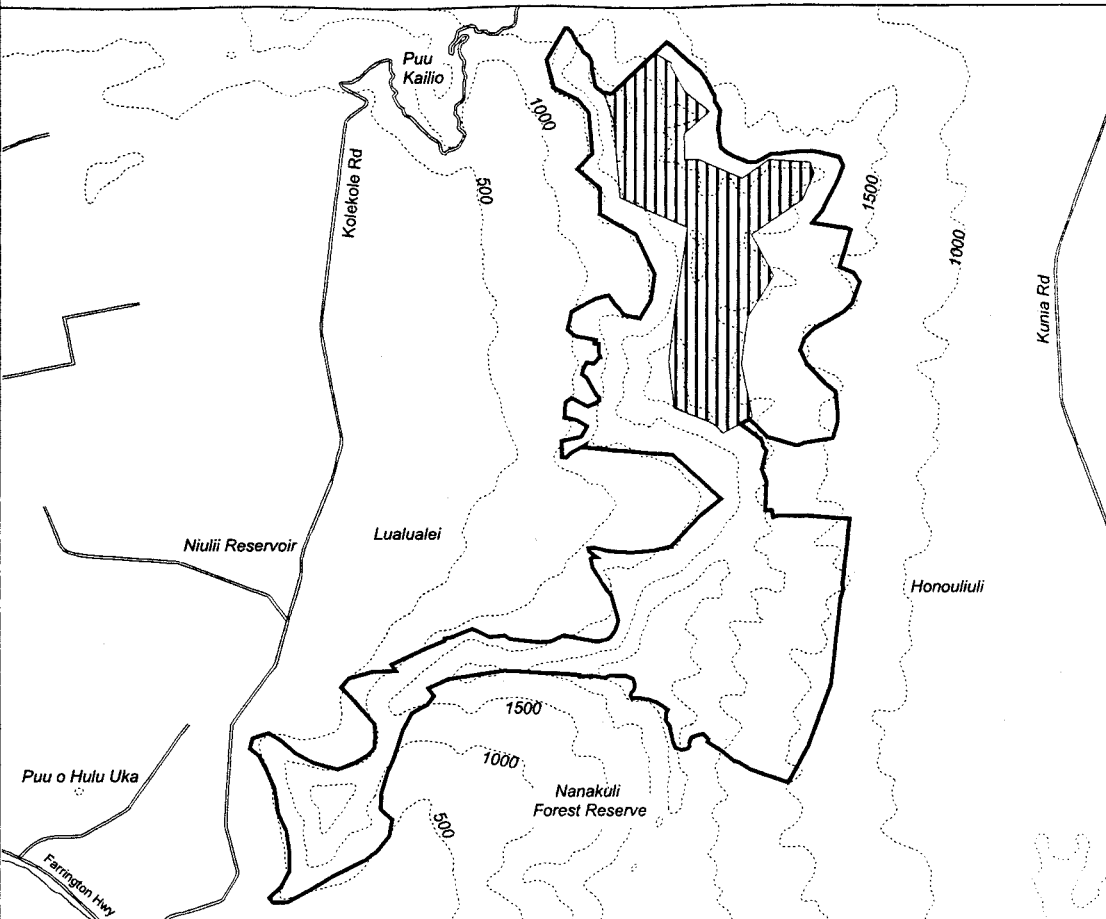 Puu
Kailio
1000
Kolekole Rd
500
1500
1000
Kunia Rd
Niulii Reservoir
Lualualei
Honouliuli
1500
1000
Puu o Hulu Uka
Nanakuli
Forest Reserve
500
Farrington Hwy